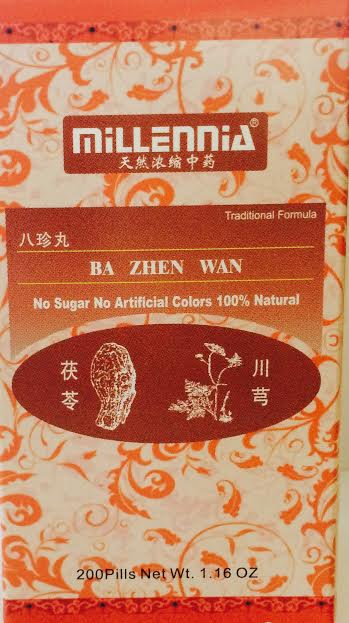 MiLLENNiA®
天然浓缩中药
Traditional Formula
八珍丸
BA ZHEN WAN
No Sugar No Artificial Colors 100% Natural
茯苓
川芎
200Pills Net Wt. 1.16 OZ